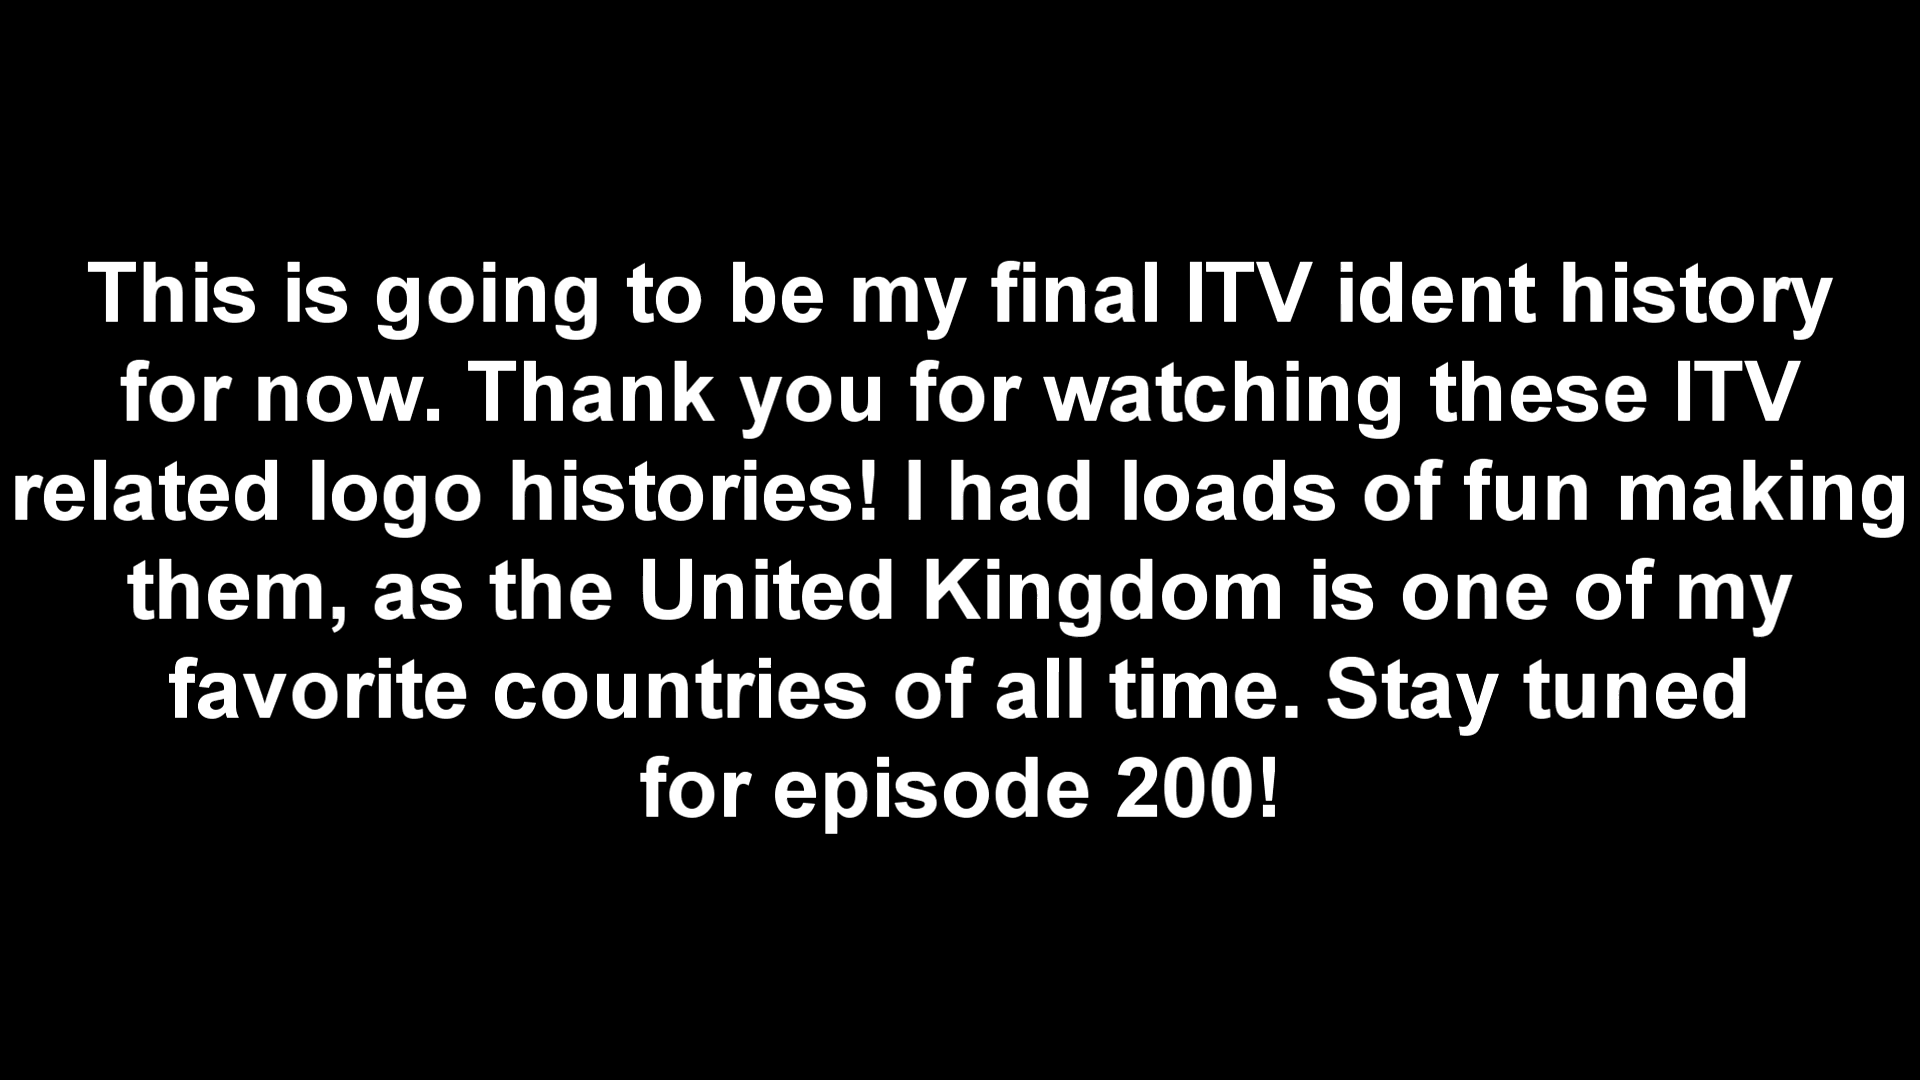 This is going to be my final ITV ident history
for now. Thank you for watching these ITV
related logo histories! I had loads of fun making
them, as the United Kingdom is one of my
favorite countries of all time. Stay tuned
for episode 200!